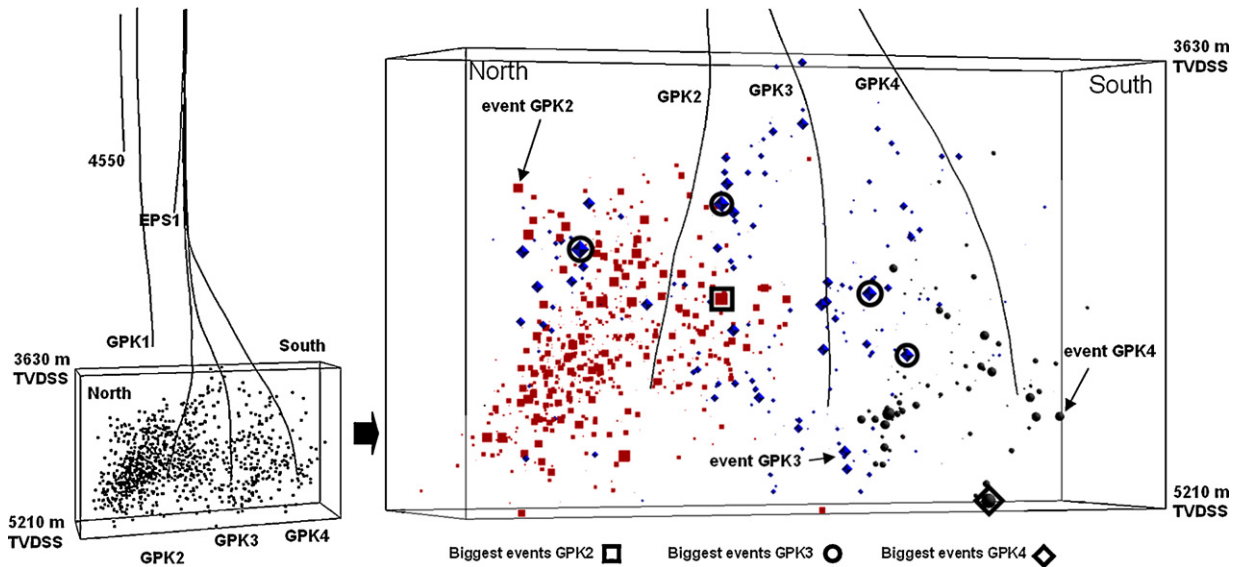 4550
EPS1
GPK1
3630 m
TVDSS
South
North
5210 m
TVDSS
GPK2
GPK3
GPK4
3630 m
TVDSS
North
South
GPK2
GPK3
GPK4
event GPK2
event GPK4
event GPK3
5210 m
TVDSS
Biggest events GPK2
Biggest events GPK3
Biggest events GPK4